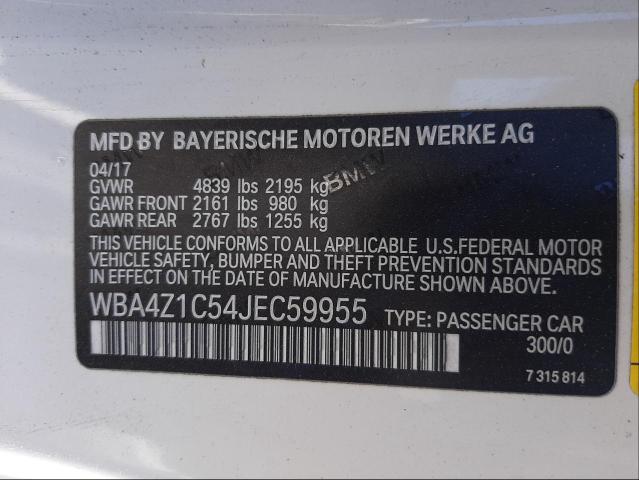 MFD BY BAYERISCHE MOTOREN WERKE AG
04/17
GVWR 4839 lbs 2195 kg
GAWR FRONT 2161 lbs 980 kg
GAWR REAR 2767 lbs 1255 kg
THIS VEHICLE CONFORMS TO ALL APPLICABLE U.S.FEDERAL MOTOR
VEHICLE SAFETY, BUMPER AND THEFT PREVENTION STANDARDS
IN EFFECT ON THE DATE OF MANUFACTURE SHOWN ABOVE.
WBA4Z1C54JEC59955 TYPE: PASSENGER CAR
300/0
7 315 814
BMW